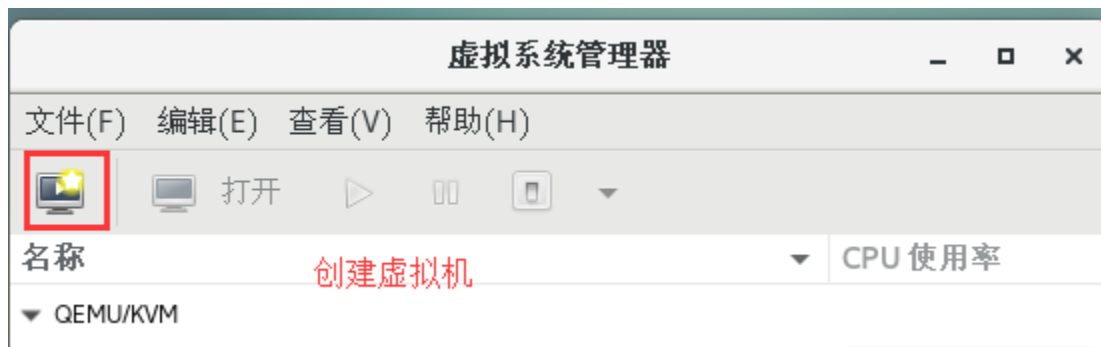 虚拟系统管理器
文件(F) 编辑(E) 查看(V) 帮助(H)
打开
名称 CPU 使用率
创建虚拟机
QEMU/KVM